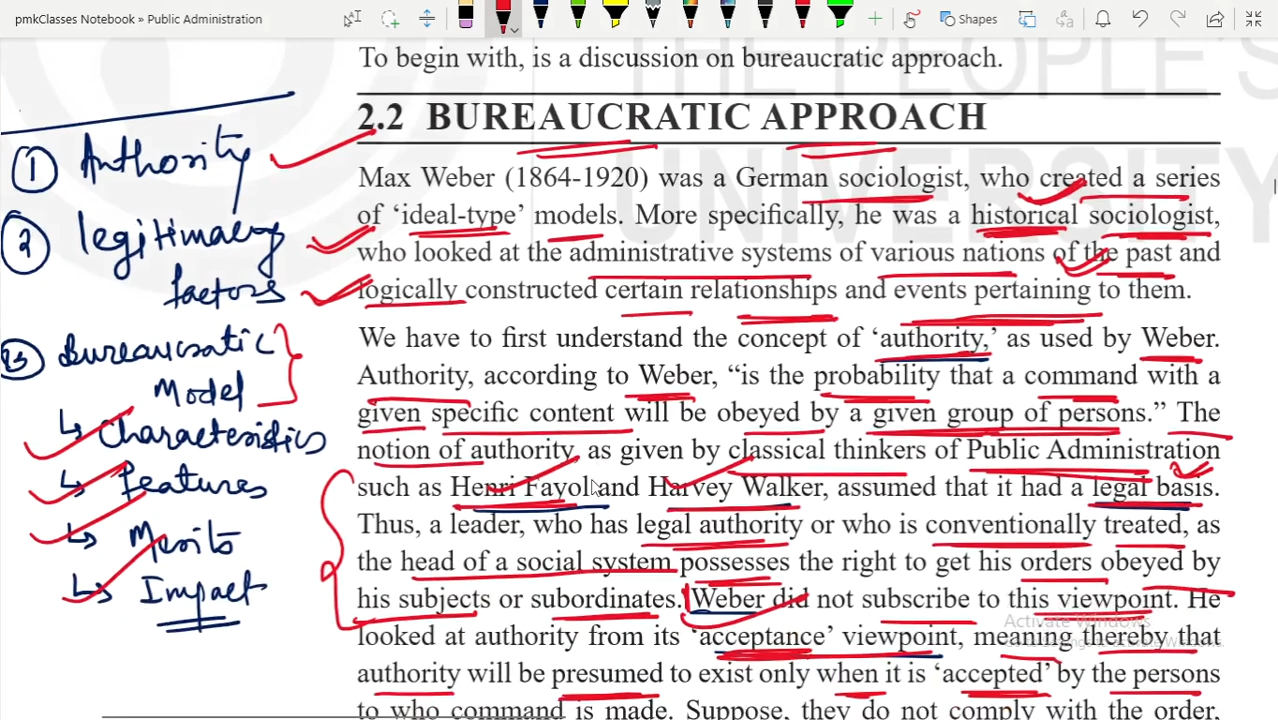 pmkClasses Notebook » Public Administration
Shapes
THE PEOPLE'S
UNIVERSITY
To begin with, is a discussion on bureaucratic approach.
2.2 BUREAUCRATIC APPROACH
Max Weber (1864-1920) was a German sociologist, who created a series
of ‘ideal-type’ models. More specifically, he was a historical sociologist,
who looked at the administrative systems of various nations of the past and
logically constructed certain relationships and events pertaining to them.
We have to first understand the concept of ‘authority,’ as used by Weber.
Authority, according to Weber, “is the probability that a command with a
given specific content will be obeyed by a given group of persons.” The
notion of authority, as given by classical thinkers of Public Administration
such as Henri Fayol and Harvey Walker, assumed that it had a legal basis.
Thus, a leader, who has legal authority or who is conventionally treated, as
the head of a social system possesses the right to get his orders obeyed by
his subjects or subordinates. Weber did not subscribe to this viewpoint. He
looked at authority from its ‘acceptance’ viewpoint, meaning thereby that
authority will be presumed to exist only when it is ‘accepted’ by the persons
to who command is made. Suppose, they do not comply with the order,
① Authority
② legitimacy
factors
③ Bureaucratic
Model
↳ Characteristics
↳ features
↳ Merits
↳ Impact
Activate Windows